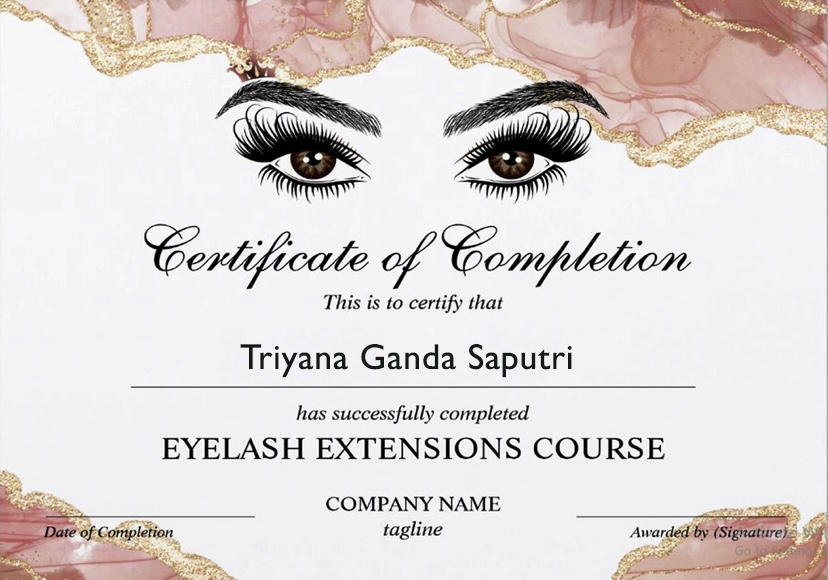 Certificate of Completion
This is to certify that
Triyana Ganda Saputri
has successfully completed
EYELASH EXTENSIONS COURSE
COMPANY NAME
tagline
Date of Completion
Awarded by (Signature)
Go to